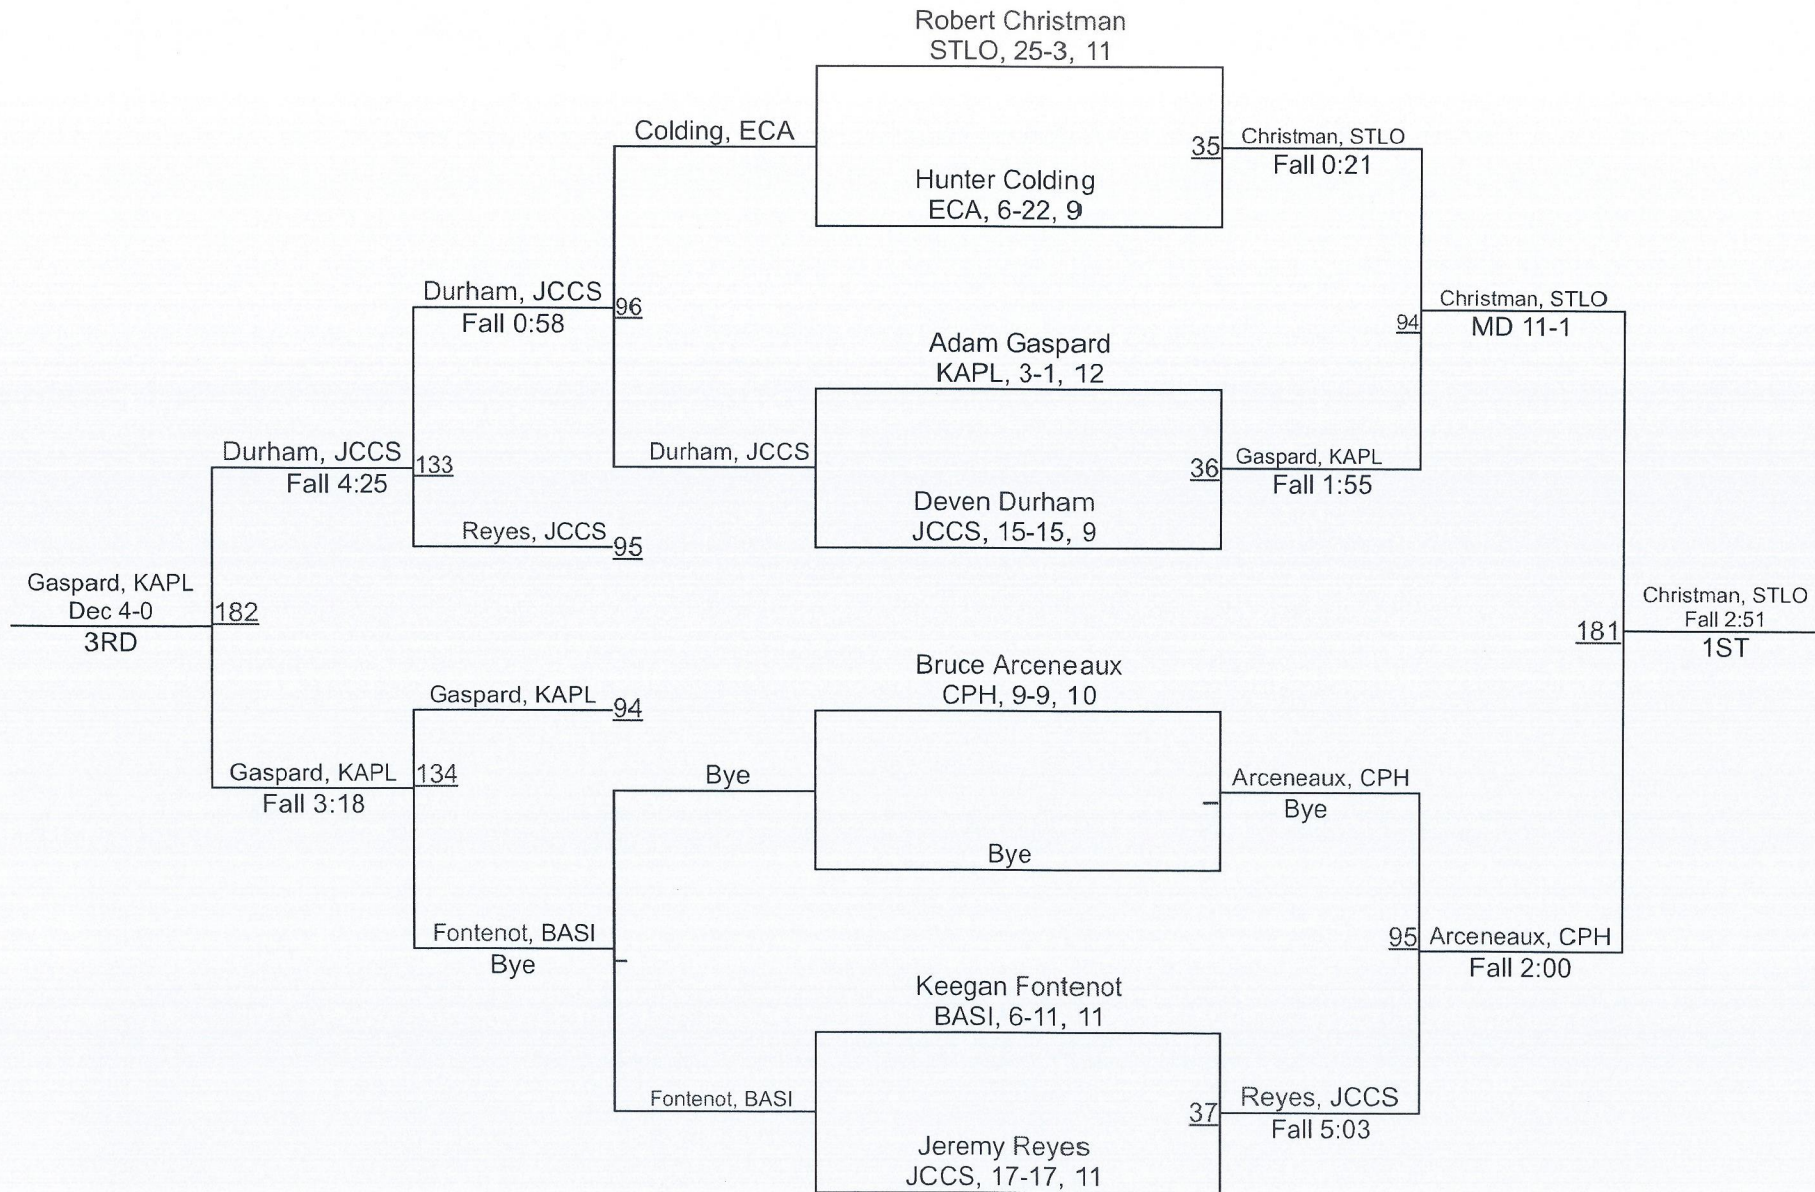 Robert Christman
STLO, 25-3, 11
Colding, ECA
35
Christman, STLO
Fall 0:21
Hunter Colding
ECA, 6-22, 9
Durham, JCCS
96
Fall 0:58
Christman, STLO
94
MD 11-1
Adam Gaspard
KAPL, 3-1, 12
Durham, JCCS
133
Fall 4:25
Durham, JCCS
36
Gaspard, KAPL
Fall 1:55
Deven Durham
JCCS, 15-15, 9
Reyes, JCCS
95
Gaspard, KAPL
Dec 4-0
182
3RD
Christman, STLO
Fall 2:51
181
1ST
Bruce Arceneaux
CPH, 9-9, 10
Gaspard, KAPL
94
Gaspard, KAPL
134
Fall 3:18
Bye
Arceneaux, CPH
Bye
Bye
Fontenot, BASI
Bye
95
Arceneaux, CPH
Fall 2:00
Keegan Fontenot
BASI, 6-11, 11
Fontenot, BASI
37
Reyes, JCCS
Fall 5:03
Jeremy Reyes
JCCS, 17-17, 11